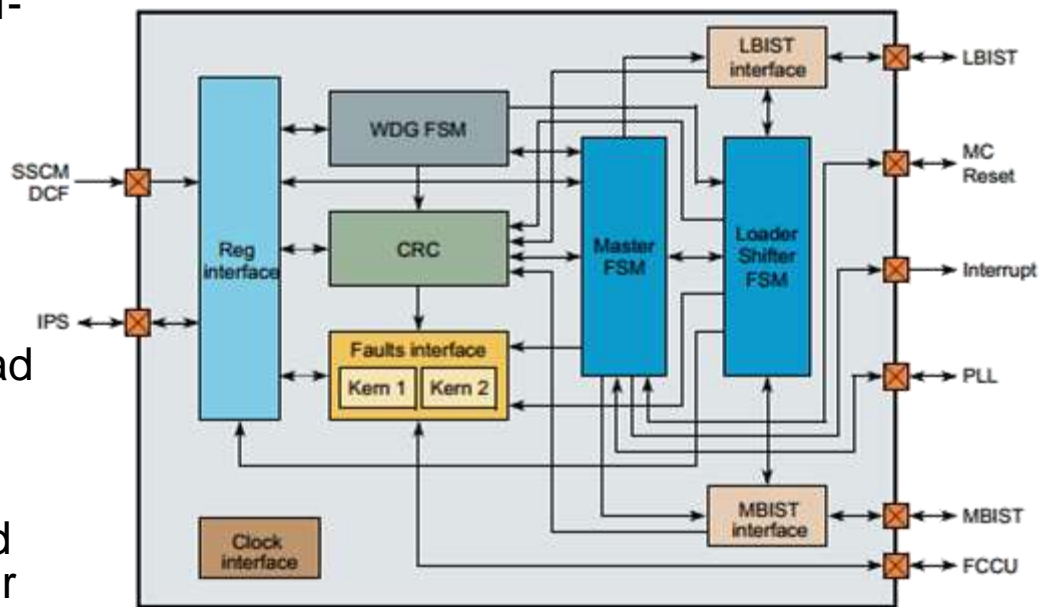 LBIST
interface
LBIST
WDG FSM
MC
Reset
SSCM
DCF
Reg
interface
CRC
Master
FSM
Loader
Shifter
FSM
Interrupt
IPS
Faults interface
Kern 1
Kern 2
PLL
MBIST
interface
MBIST
Clock
interface
FCCU